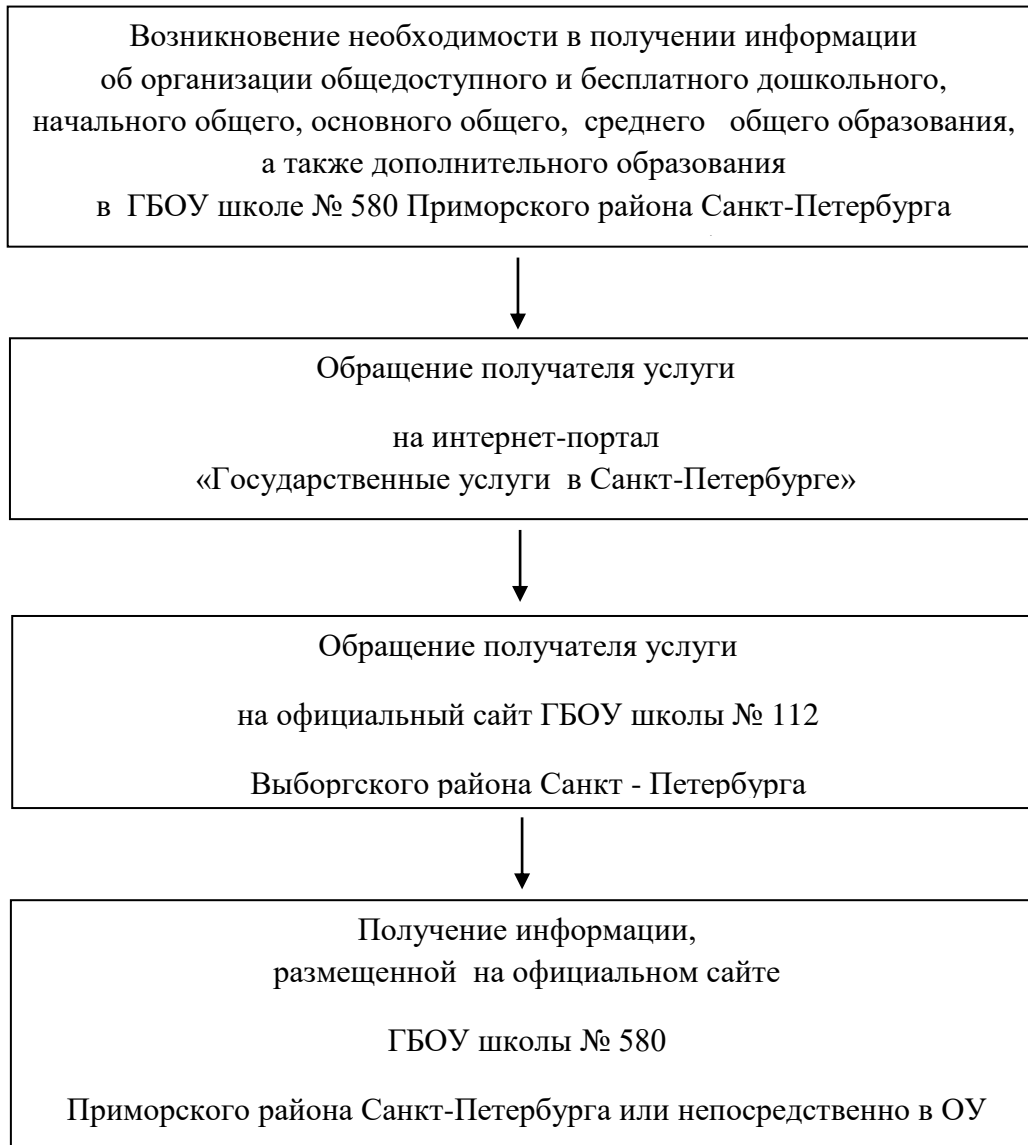 Возникновение необходимости в получении информации
об организации общедоступного и бесплатного дошкольного,
начального общего, основного общего, среднего общего образования,
а также дополнительного образования
в ГБОУ школе № 580 Приморского района Санкт-Петербурга
Обращение получателя услуги
на интернет-портал
«Государственные услуги в Санкт-Петербурге»
Обращение получателя услуги
на официальный сайт ГБОУ школы № 112
Выборгского района Санкт - Петербурга
Получение информации,
размещенной на официальном сайте
ГБОУ школы № 580
Приморского района Санкт-Петербурга или непосредственно в ОУ